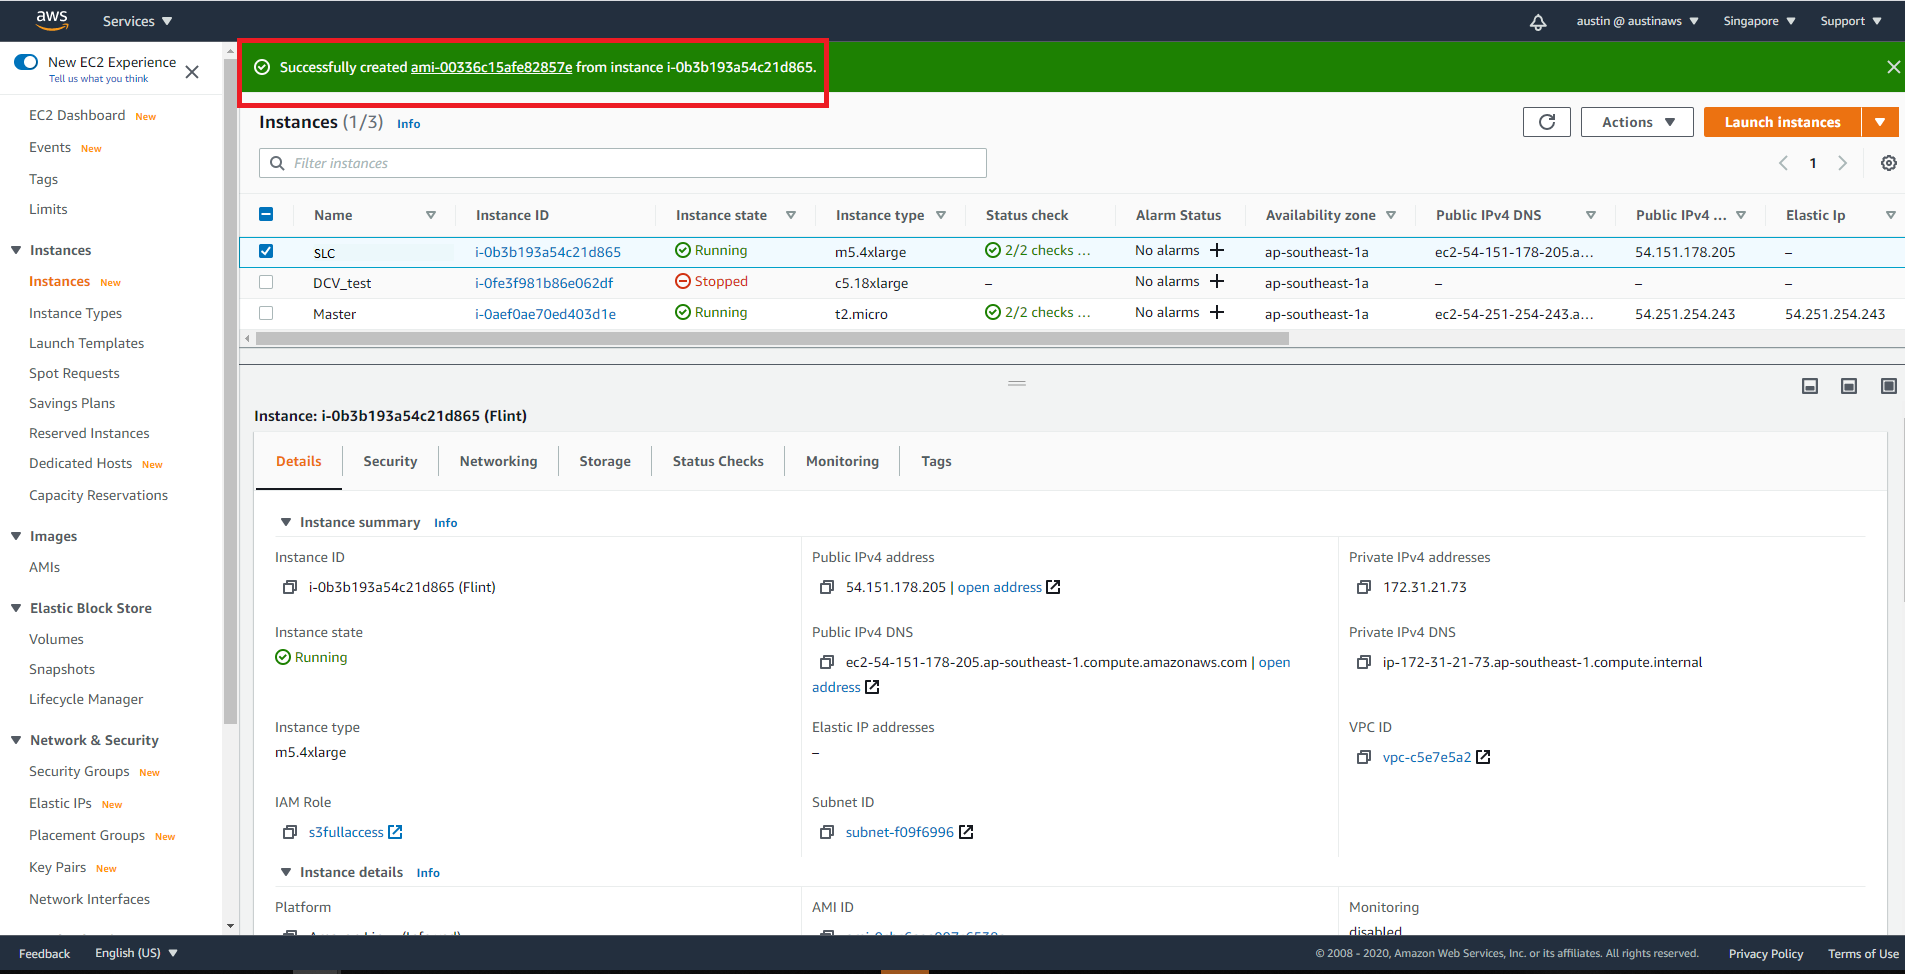 aws Services austin @ austinaws Singapore Support
New EC2 Experience
Tell us what you think
Successfully created ami-00336c15afe82857e from instance i-0b3b193a54c21d865.
EC2 Dashboard New
Events New
Tags
Limits
Instances
Instances New
Instance Types
Launch Templates
Spot Requests
Savings Plans
Reserved Instances
Dedicated Hosts New
Capacity Reservations
Images
AMIs
Elastic Block Store
Volumes
Snapshots
Lifecycle Manager
Network & Security
Security Groups New
Elastic IPs New
Placement Groups New
Key Pairs New
Network Interfaces
Instances (1/3) Info
Actions Launch instances
Filter instances
1
Name Instance ID Instance state Instance type Status check Alarm Status Availability zone Public IPv4 DNS Public IPv4 ... Elastic Ip
SLC i-0b3b193a54c21d865 Running m5.4xlarge 2/2 checks ... No alarms + ap-southeast-1a ec2-54-151-178-205.a... 54.151.178.205 –
DCV_test i-0fe3f981b86e062df Stopped c5.18xlarge – No alarms + ap-southeast-1a – – –
Master i-0aef0ae70ed403d1e Running t2.micro 2/2 checks ... No alarms + ap-southeast-1a ec2-54-251-254-243.a... 54.251.254.243 54.251.254.243
Instance: i-0b3b193a54c21d865 (Flint)
Details Security Networking Storage Status Checks Monitoring Tags
Instance summary Info
Instance ID Public IPv4 address Private IPv4 addresses
i-0b3b193a54c21d865 (Flint) 54.151.178.205 | open address 172.31.21.73
Instance state Public IPv4 DNS Private IPv4 DNS
Running ec2-54-151-178-205.ap-southeast-1.compute.amazonaws.com | open address ip-172-31-21-73.ap-southeast-1.compute.internal
Instance type Elastic IP addresses VPC ID
m5.4xlarge – vpc-c5e7e5a2
IAM Role Subnet ID
s3fullaccess subnet-f09f6996
Instance details Info
Platform AMI ID Monitoring
disabled
Feedback English (US) © 2008 - 2020, Amazon Web Services, Inc. or its affiliates. All rights reserved. Privacy Policy Terms of Use